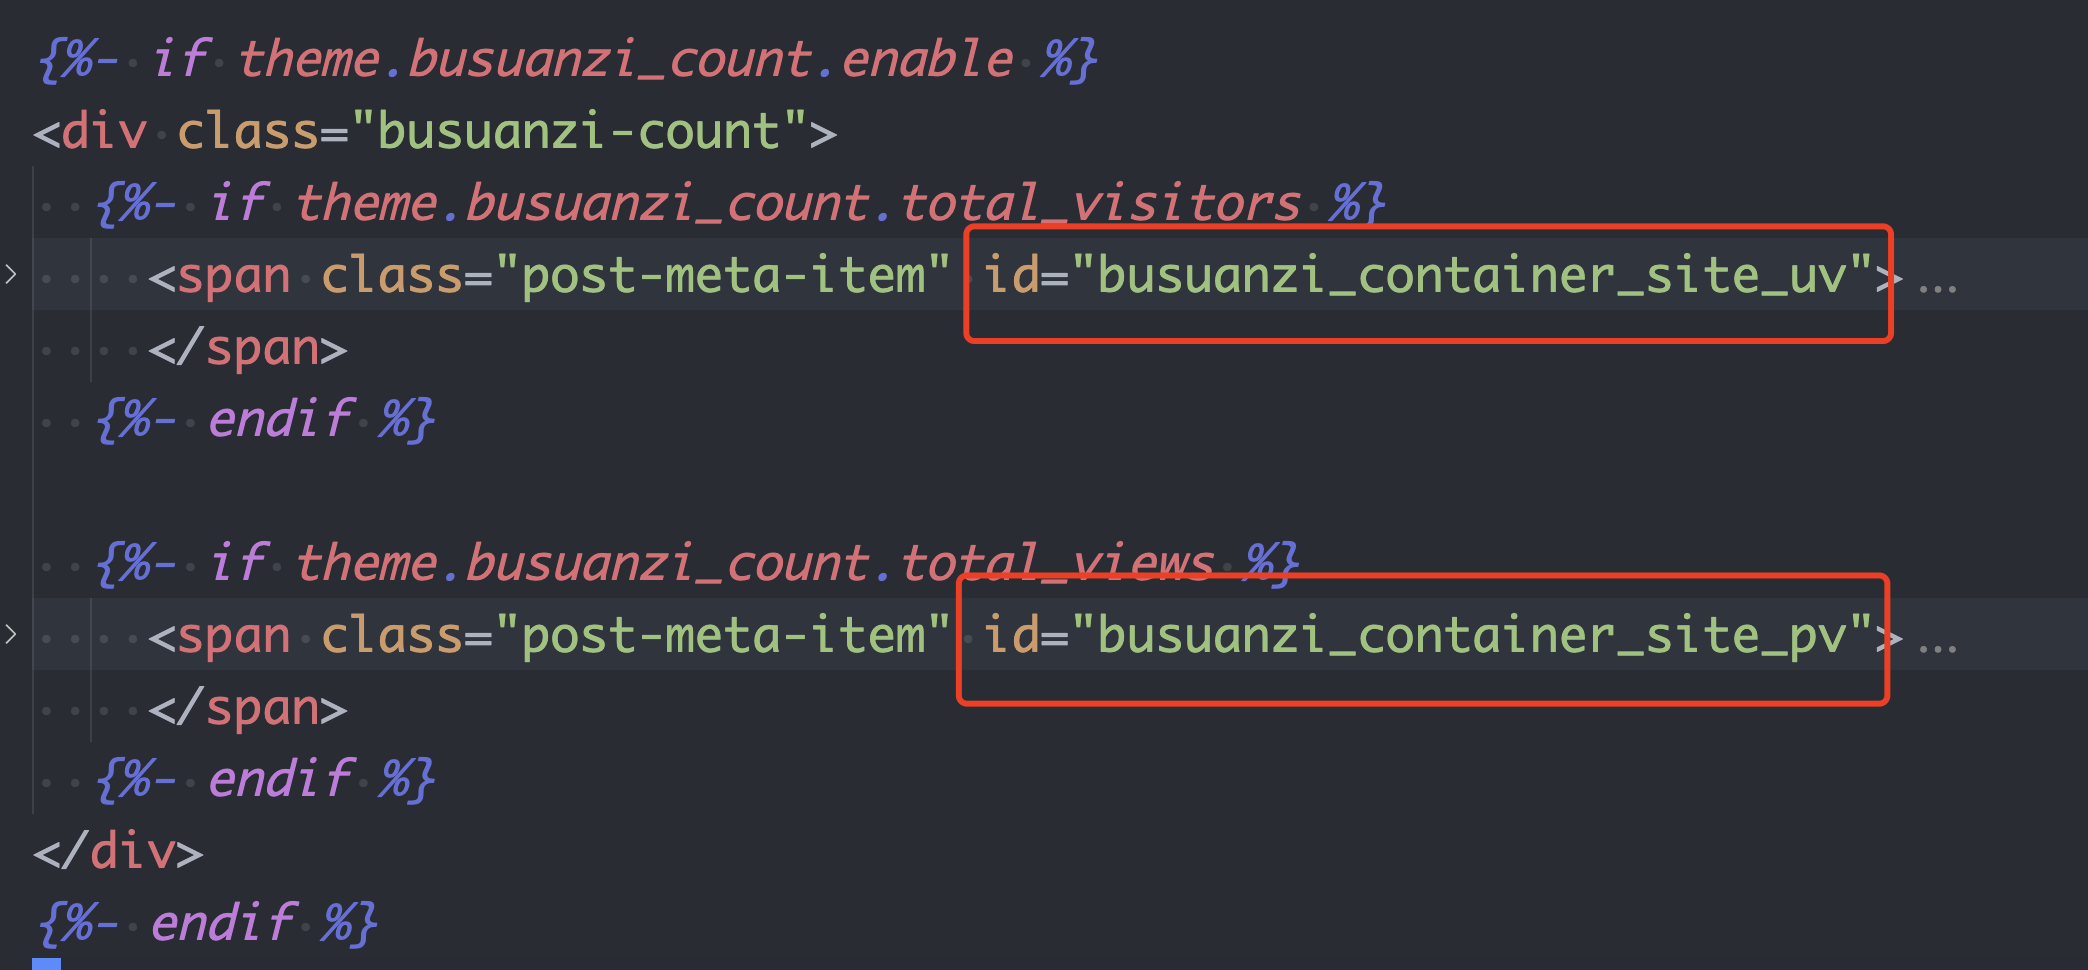 {%- if theme.busuanzi_count.enable %}
<div class="busuanzi-count">
{%- if theme.busuanzi_count.total_visitors %}
<span class="post-meta-item" id="busuanzi_container_site_uv">...
</span>
{%- endif %}
{%- if theme.busuanzi_count.total_views %}
<span class="post-meta-item" id="busuanzi_container_site_pv">...
</span>
{%- endif %}
</div>
{%- endif %}